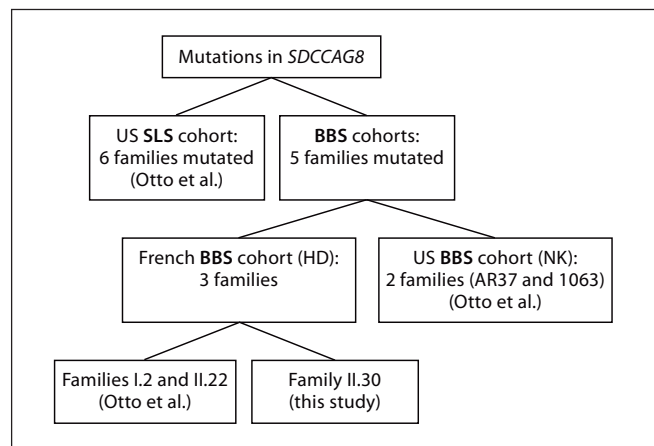 Mutations in SDCCAG8
US SLS cohort:
6 families mutated
(Otto et al.)
BBS cohorts:
5 families mutated
French BBS cohort (HD):
3 families
US BBS cohort (NK):
2 families (AR37 and 1063)
(Otto et al.)
Families I.2 and II.22
(Otto et al.)
Family II.30
(this study)